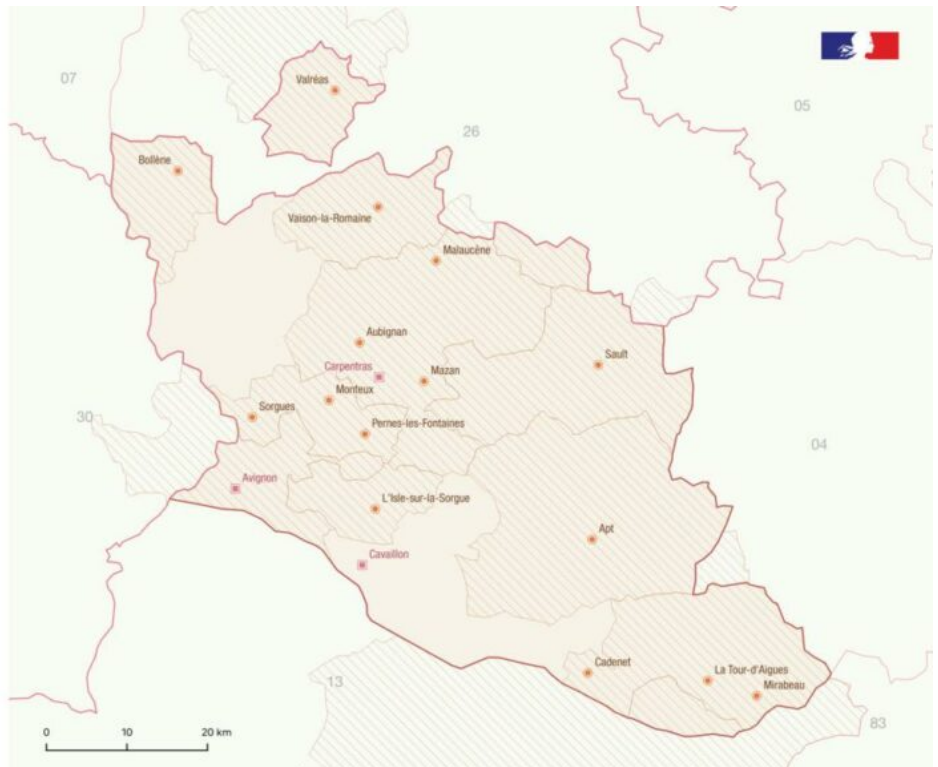 07
Valréas
05
26
Bollène
Vaison-la-Romaine
Malaucène
Aubignan
Sault
Carpentras
Mazan
Monteux
Sorgues
30
Pernes-les-Fontaines
04
Avignon
L'Isle-sur-la-Sorgue
Apt
Cavaillon
Cadenet
La Tour-d'Aigues
13
Mirabeau
83
0 10 20 km